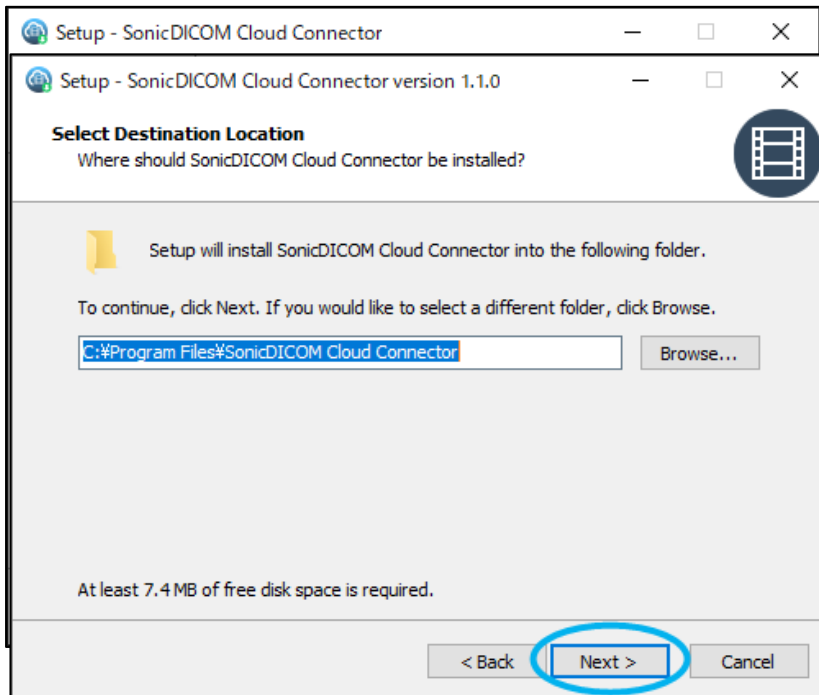 Setup - SonicDICOM Cloud Connector
Setup - SonicDICOM Cloud Connector version 1.1.0
Select Destination Location
Where should SonicDICOM Cloud Connector be installed?
Setup will install SonicDICOM Cloud Connector into the following folder.
To continue, click Next. If you would like to select a different folder, click Browse.
C:¥Program Files¥SonicDICOM Cloud Connector
Browse...
At least 7.4 MB of free disk space is required.
< Back
Next >
Cancel